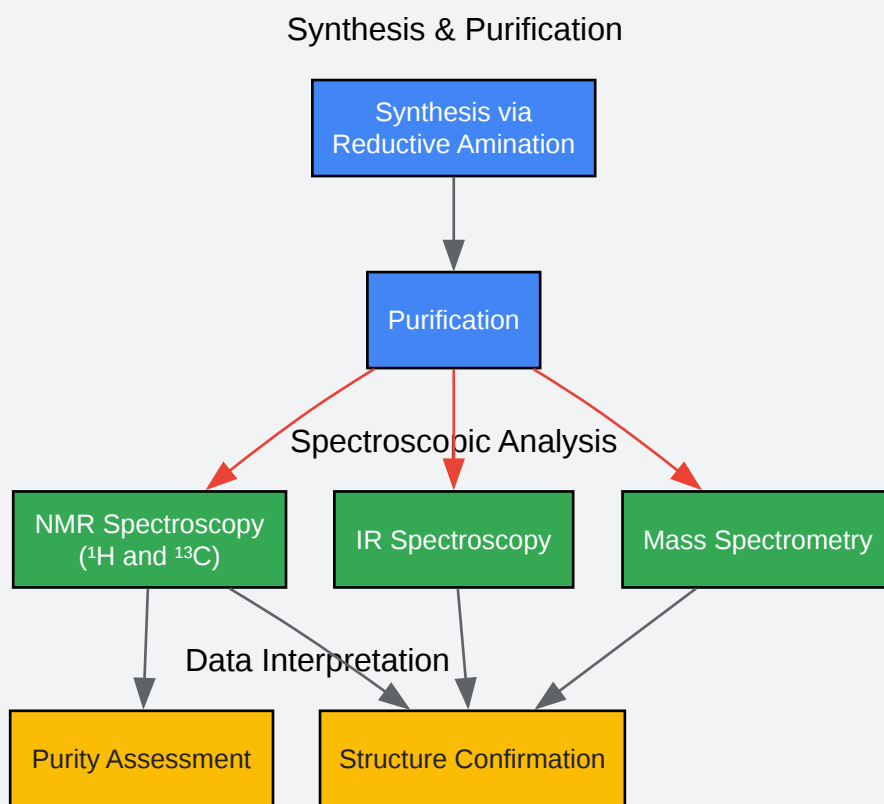 Synthesis & Purification
Synthesis via
Reductive Amination
Purification
Spectroscopic Analysis
NMR Spectroscopy
(¹H and ¹³C)
IR Spectroscopy
Mass Spectrometry
Data Interpretation
Purity Assessment
Structure Confirmation